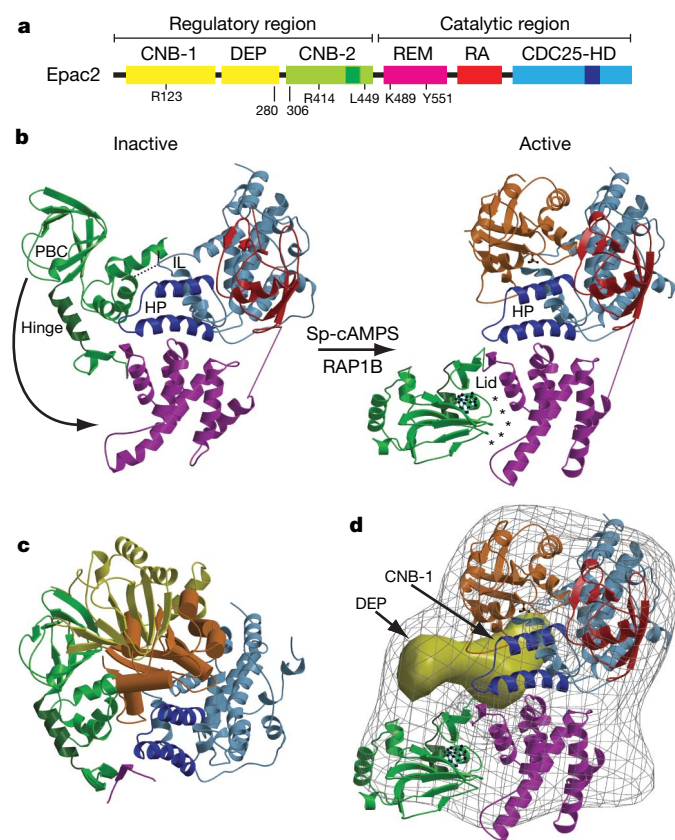 a
Regulatory region Catalytic region
CNB-1 DEP CNB-2 REM RA CDC25-HD
Epac2
R123 R414 L449 K489 Y551
280 306
b
Inactive Active
PBC
IL
HP HP
Hinge
Sp-cAMPS
RAP1B
Lid
* * * * *
c d
CNB-1
DEP